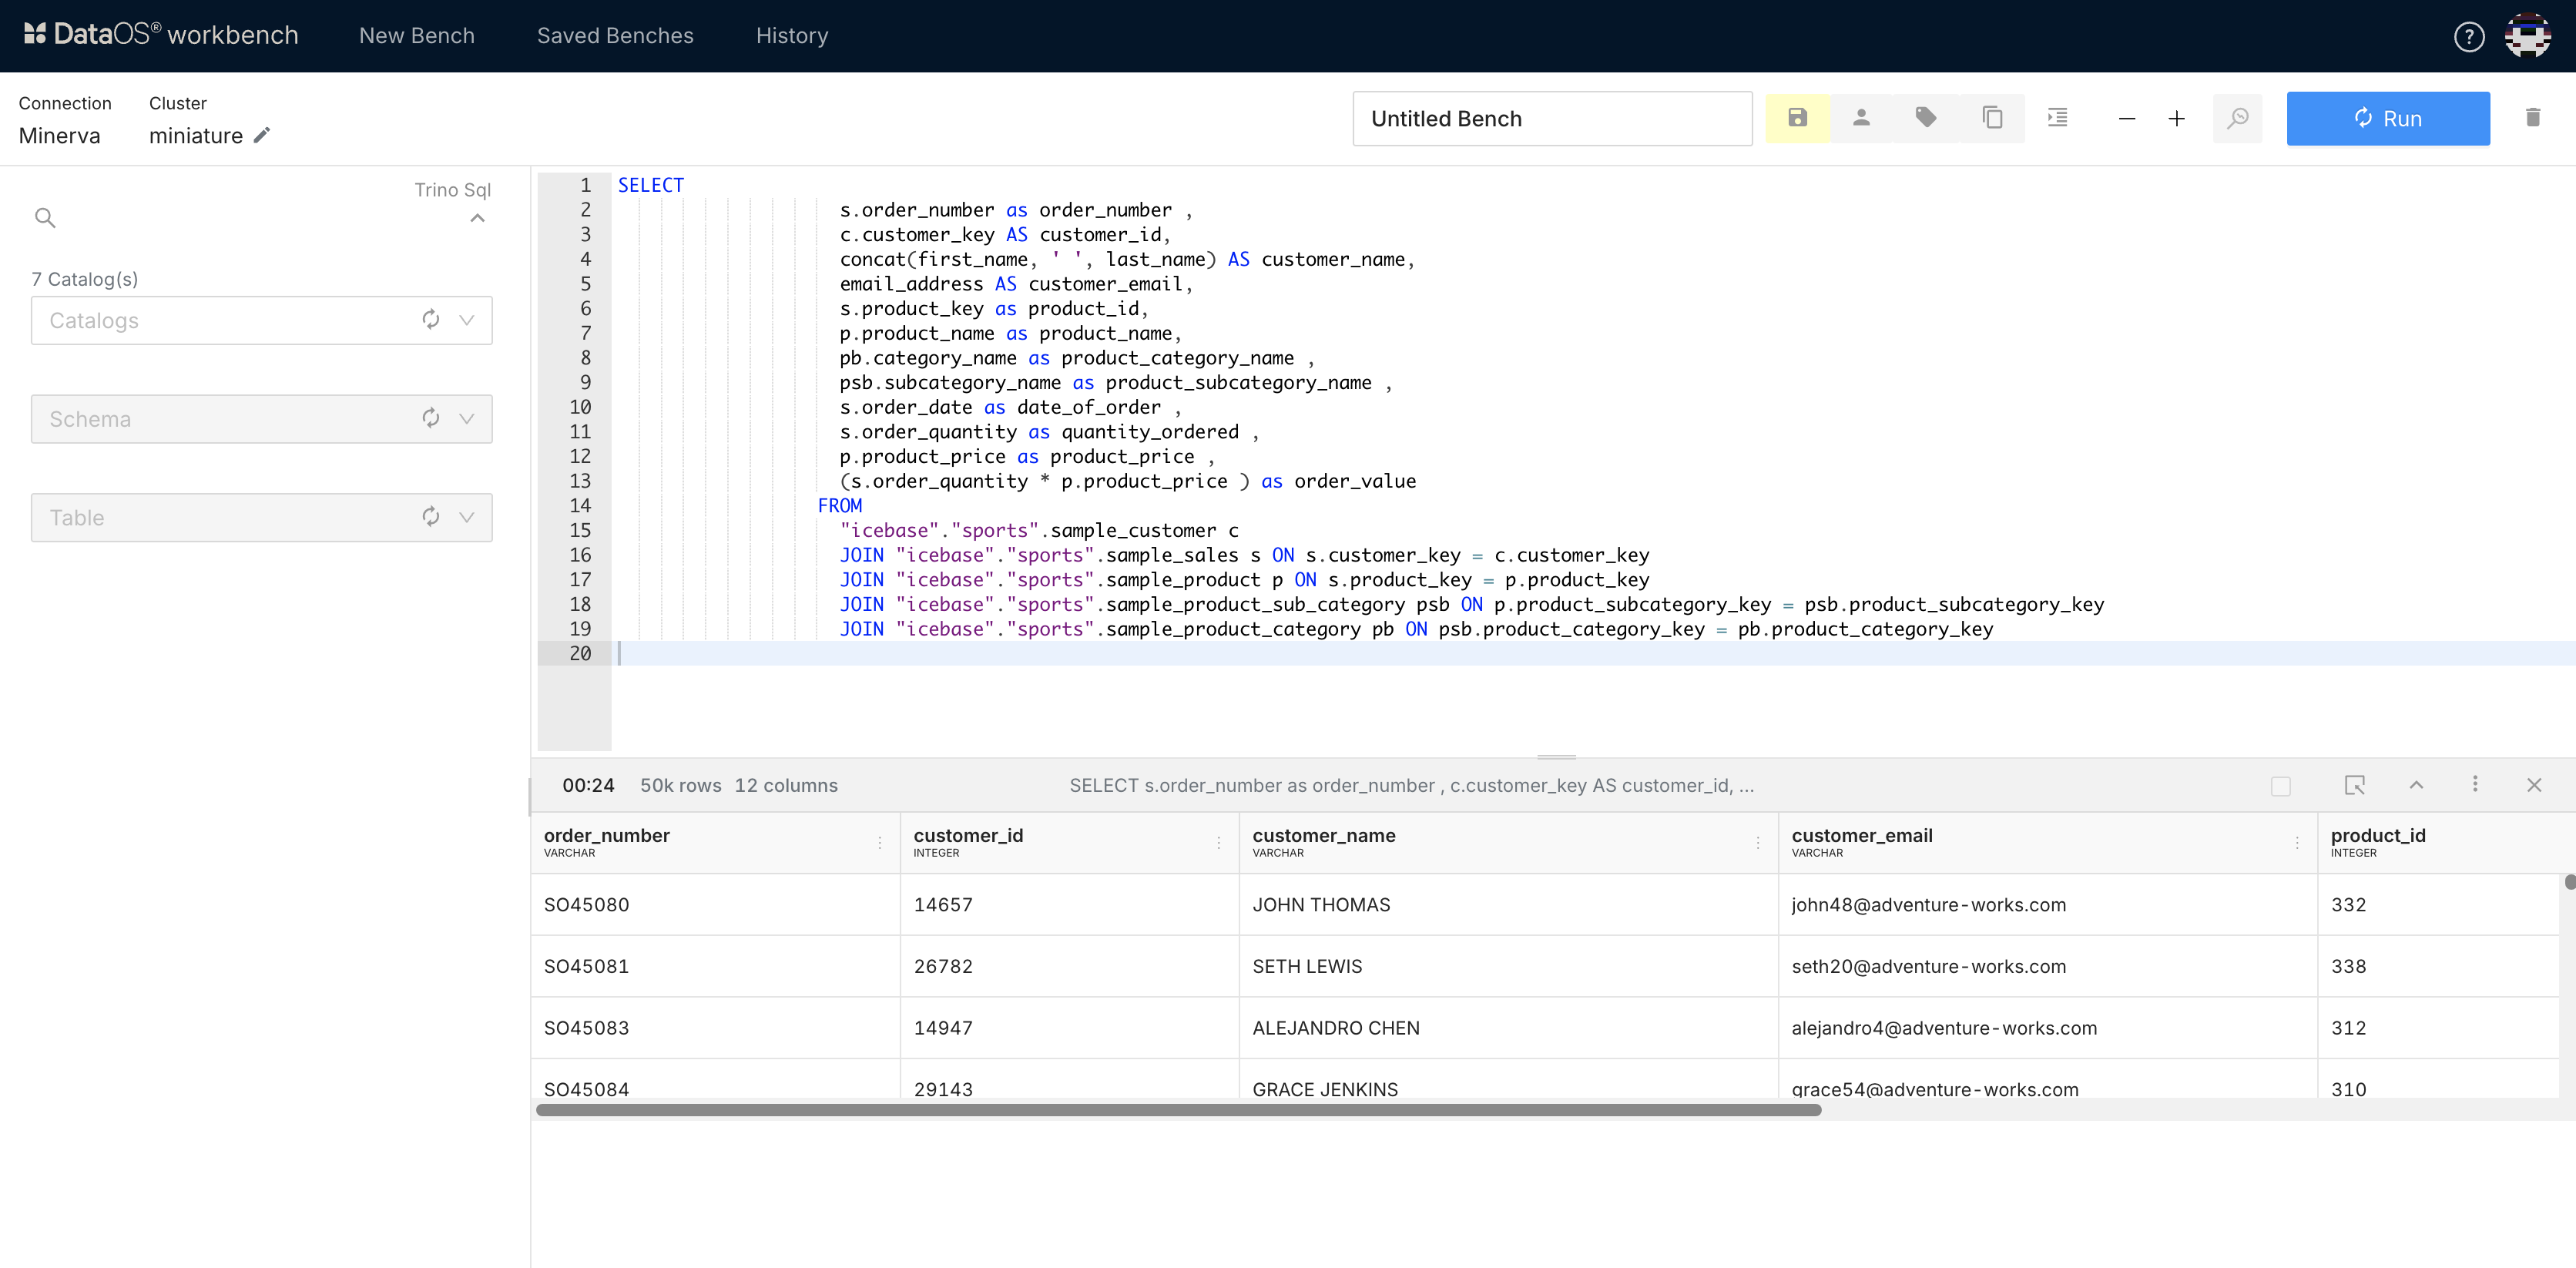 DataOS® workbench New Bench Saved Benches History ?
Connection Cluster
Minerva miniature
Untitled Bench
Run
Trino Sql
7 Catalog(s)
Catalogs
Schema
Table
1 SELECT
2 s.order_number as order_number ,
3 c.customer_key AS customer_id,
4 concat(first_name, ' ', last_name) AS customer_name,
5 email_address AS customer_email,
6 s.product_key as product_id,
7 p.product_name as product_name,
8 pb.category_name as product_category_name ,
9 psb.subcategory_name as product_subcategory_name ,
10 s.order_date as date_of_order ,
11 s.order_quantity as quantity_ordered ,
12 p.product_price as product_price ,
13 (s.order_quantity * p.product_price ) as order_value
14 FROM
15 "icebase"."sports".sample_customer c
16 JOIN "icebase"."sports".sample_sales s ON s.customer_key = c.customer_key
17 JOIN "icebase"."sports".sample_product p ON s.product_key = p.product_key
18 JOIN "icebase"."sports".sample_product_sub_category psb ON p.product_subcategory_key = psb.product_subcategory_key
19 JOIN "icebase"."sports".sample_product_category pb ON psb.product_category_key = pb.product_category_key
20
00:24 50k rows 12 columns SELECT s.order_number as order_number , c.customer_key AS customer_id, ...
order_number customer_id customer_name customer_email product_id
VARCHAR INTEGER VARCHAR VARCHAR INTEGER
SO45080 14657 JOHN THOMAS john48@adventure-works.com 332
SO45081 26782 SETH LEWIS seth20@adventure-works.com 338
SO45083 14947 ALEJANDRO CHEN alejandro4@adventure-works.com 312
SO45084 29143 GRACE JENKINS grace54@adventure-works.com 310